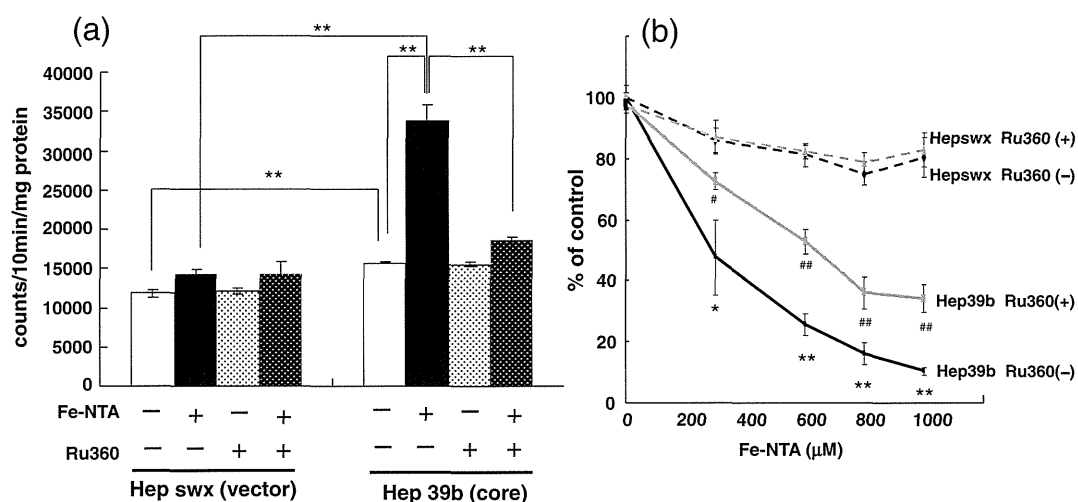 (a)
**
**
**
**
counts/10min/mg protein
40000
35000
30000
25000
20000
15000
10000
5000
0
Fe-NTA − + − + − + − +
Ru360 − − + + − − + +
Hep swx (vector)
Hep 39b (core)
(b)
% of control
100
80
60
40
20
0
0 200 400 600 800 1000
Fe-NTA (μM)
Hepswx Ru360 (+)
Hepswx Ru360 (−)
Hep39b Ru360(+)
Hep39b Ru360(−)
#
##
##
##
*
**
**
**